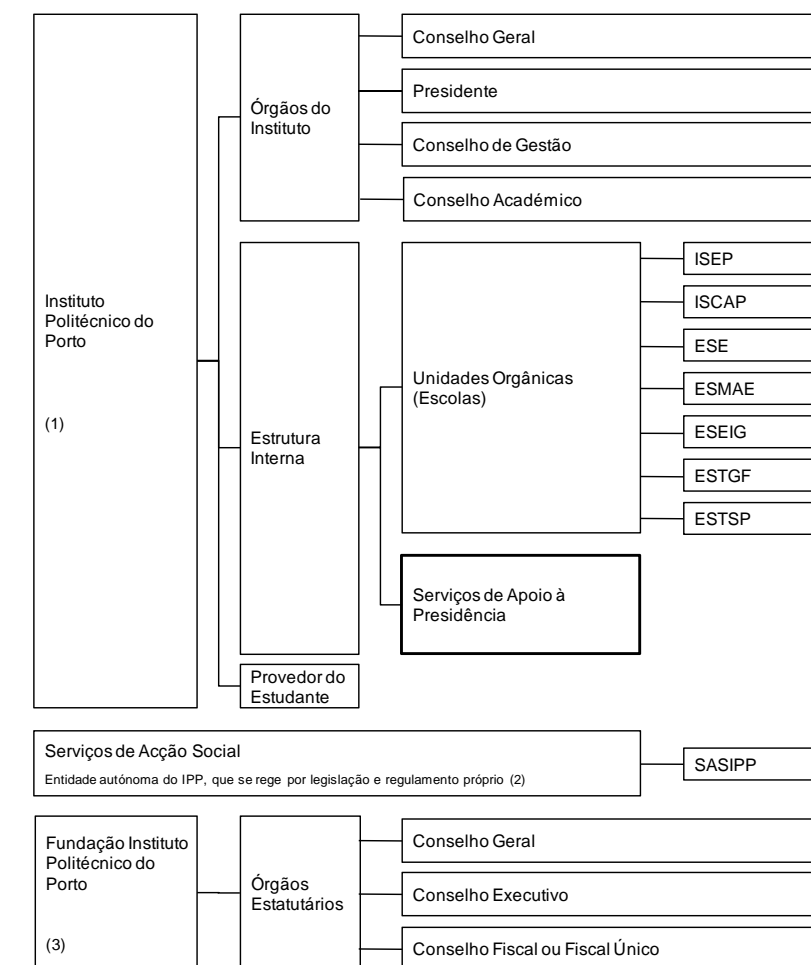 Conselho Geral
Presidente
Órgãos do
Instituto
Conselho de Gestão
Conselho Académico
Instituto
Politécnico do
Porto
(1)
Estrutura
Interna
Unidades Orgânicas
(Escolas)
ISEP
ISCAP
ESE
ESMAE
ESEIG
ESTGF
ESTSP
Serviços de Apoio à
Presidência
Provedor do
Estudante
Serviços de Acção Social
Entidade autónoma do IPP, que se rege por legislação e regulamento próprio (2)
SASIPP
Fundação Instituto
Politécnico do
Porto
(3)
Órgãos
Estatutários
Conselho Geral
Conselho Executivo
Conselho Fiscal ou Fiscal Único